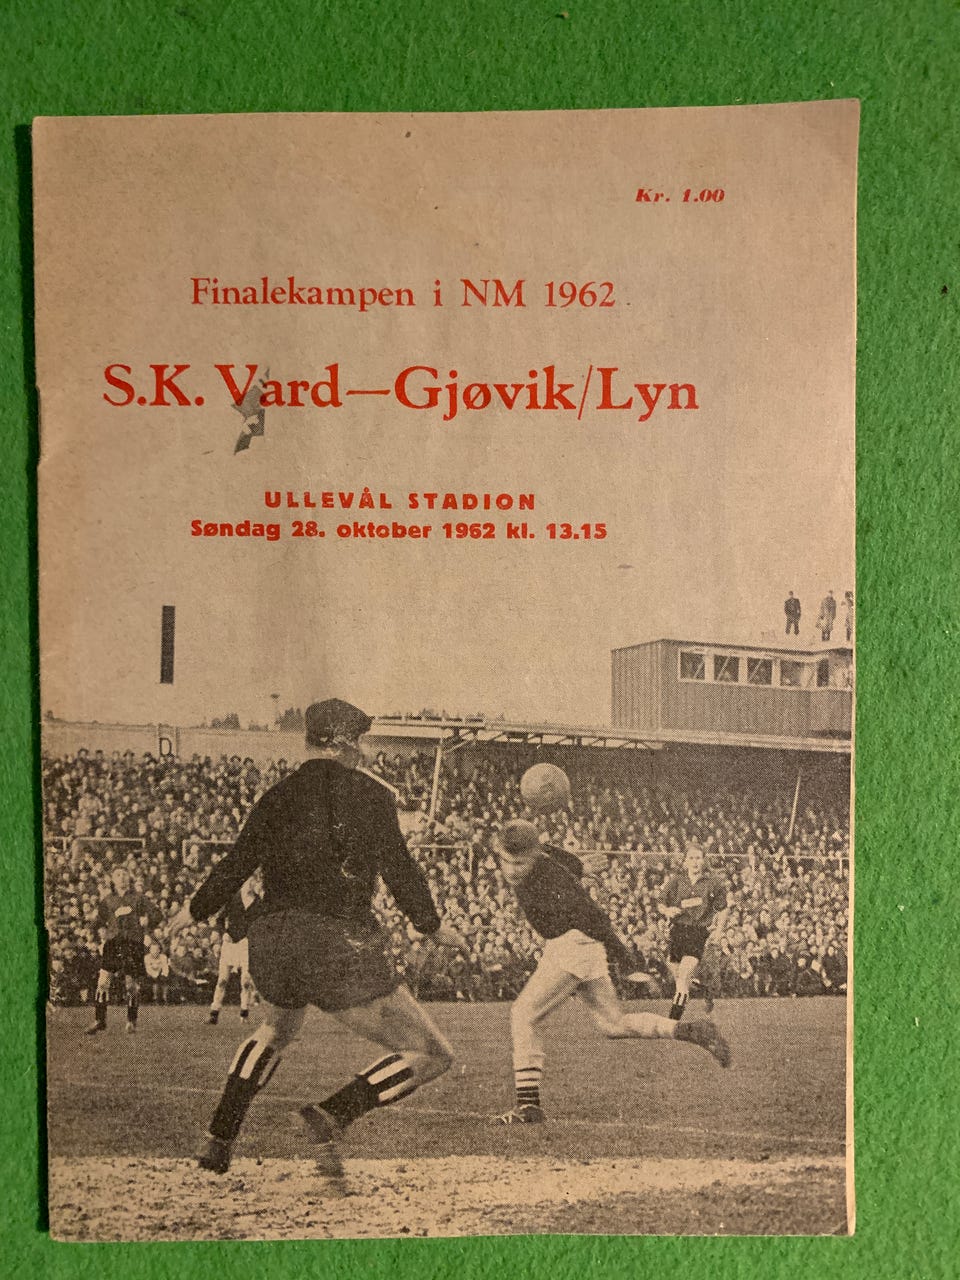 Kr. 1.00
Finalekampen i NM 1962
S.K. Vard—Gjøvik/Lyn
ULLEVÅL STADION
Søndag 28. oktober 1962 kl. 13.15
D